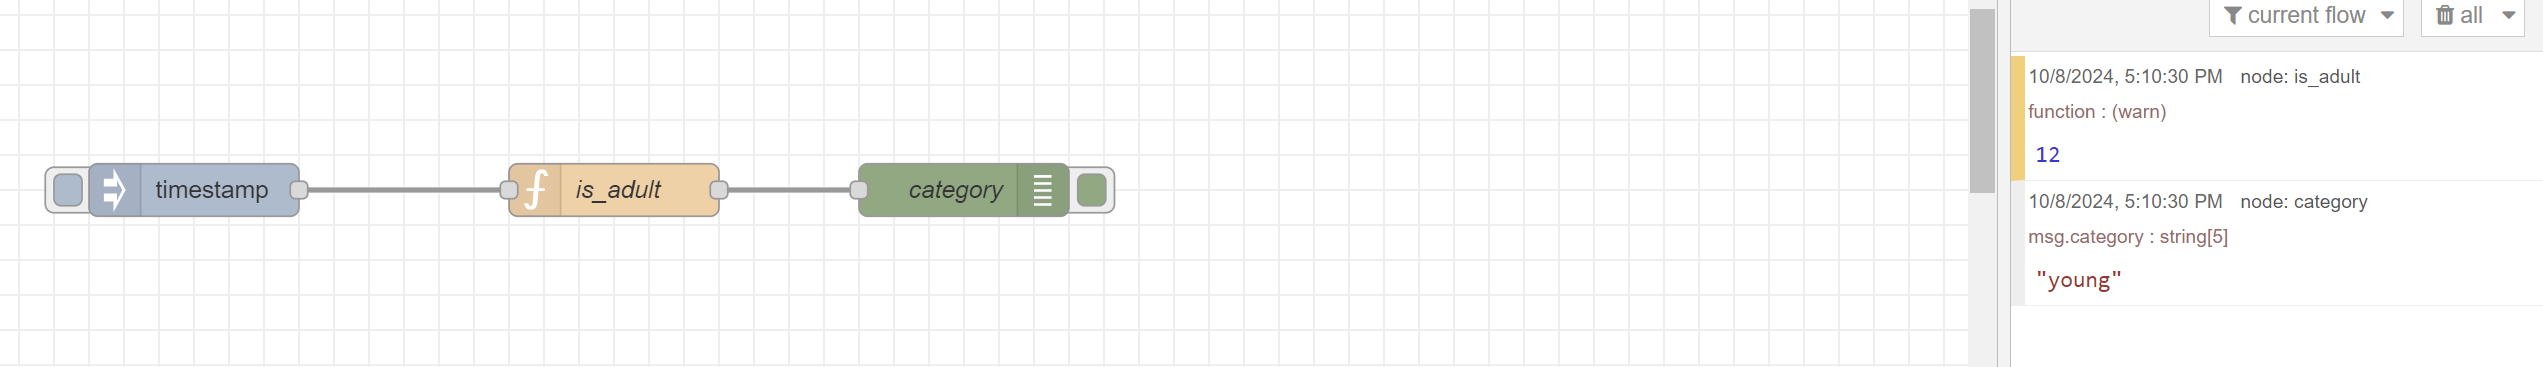 timestamp
is_adult
category
current flow
all
10/8/2024, 5:10:30 PM node: is_adult
function : (warn)
12
10/8/2024, 5:10:30 PM node: category
msg.category : string[5]
"young"